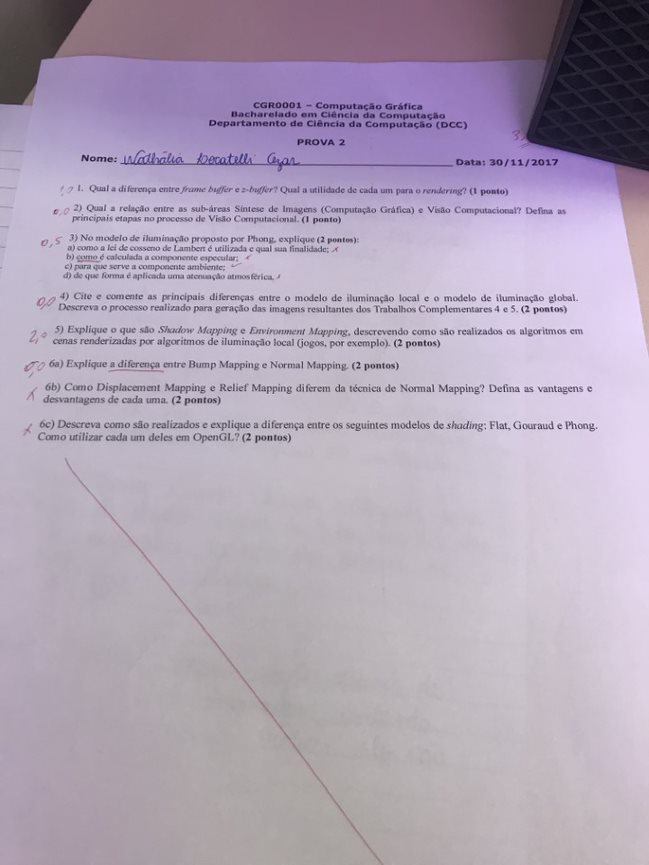 CGR0001 – Computação Gráfica
Bacharelado em Ciência da Computação
Departamento de Ciência da Computação (DCC)
PROVA 2
Nome: Nathália Locatelli Cezar Data: 30/11/2017
1,0 1. Qual a diferença entre frame buffer e z-buffer? Qual a utilidade de cada um para o rendering? (1 ponto)
0,0 2) Qual a relação entre as sub-áreas Síntese de Imagens (Computação Gráfica) e Visão Computacional? Defina as
principais etapas no processo de Visão Computacional. (1 ponto)
0,5 3) No modelo de iluminação proposto por Phong, explique (2 pontos):
a) como a lei de cosseno de Lambert é utilizada e qual sua finalidade;
b) como é calculada a componente especular;
c) para que serve a componente ambiente;
d) de que forma é aplicada uma atenuação atmosférica.
0,0 4) Cite e comente as principais diferenças entre o modelo de iluminação local e o modelo de iluminação global.
Descreva o processo realizado para geração das imagens resultantes dos Trabalhos Complementares 4 e 5. (2 pontos)
2,0 5) Explique o que são Shadow Mapping e Environment Mapping, descrevendo como são realizados os algoritmos em
cenas renderizadas por algoritmos de iluminação local (jogos, por exemplo). (2 pontos)
0,0 6a) Explique a diferença entre Bump Mapping e Normal Mapping. (2 pontos)
6b) Como Displacement Mapping e Relief Mapping diferem da técnica de Normal Mapping? Defina as vantagens e
desvantagens de cada uma. (2 pontos)
6c) Descreva como são realizados e explique a diferença entre os seguintes modelos de shading: Flat, Gouraud e Phong.
Como utilizar cada um deles em OpenGL? (2 pontos)